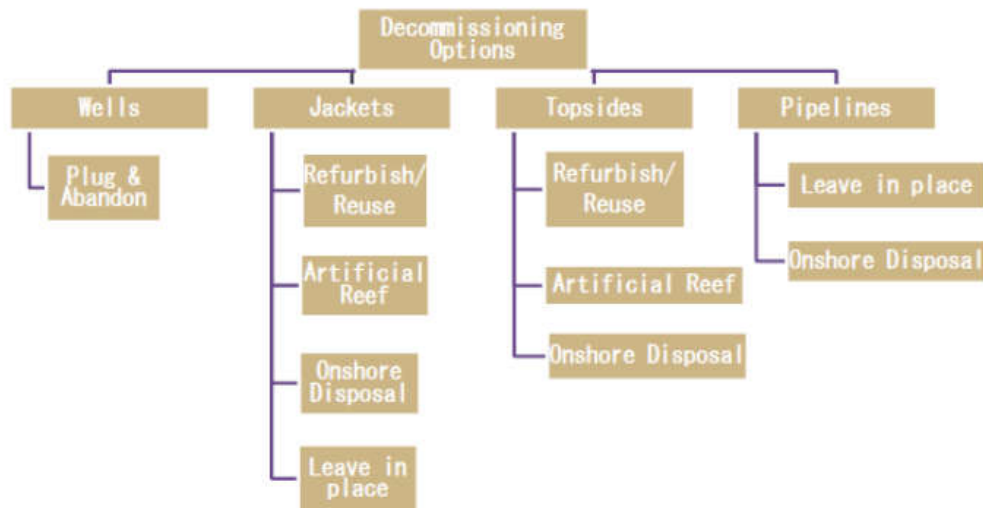 Decommissioning
Options
Wells
Jackets
Topsides
Pipelines
Plug &
Abandon
Refurbish/
Reuse
Artificial
Reef
Onshore
Disposal
Leave in
place
Refurbish/
Reuse
Artificial Reef
Onshore Disposal
Leave in place
Onshore Disposal